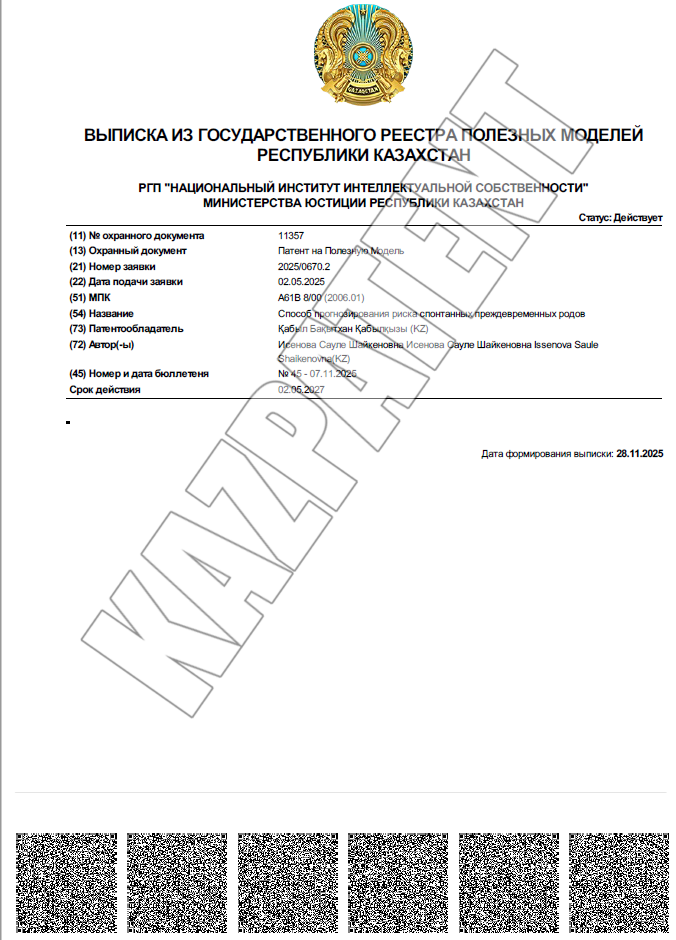 ҚAZAQSTAN
ВЫПИСКА ИЗ ГОСУДАРСТВЕННОГО РЕЕСТРА ПОЛЕЗНЫХ МОДЕЛЕЙ
РЕСПУБЛИКИ КАЗАХСТАН
РГП "НАЦИОНАЛЬНЫЙ ИНСТИТУТ ИНТЕЛЛЕКТУАЛЬНОЙ СОБСТВЕННОСТИ"
МИНИСТЕРСТВА ЮСТИЦИИ РЕСПУБЛИКИ КАЗАХСТАН
Статус: Действует
(11) № охранного документа 11357
(13) Охранный документ Патент на Полезную Модель
(21) Номер заявки 2025/0670.2
(22) Дата подачи заявки 02.05.2025
(51) МПК A61B 8/00 (2006.01)
(54) Название Способ прогнозирования риска спонтанных преждевременных родов
(73) Патентообладатель Қабыл Бақытхан Қабылқызы (KZ)
(72) Автор(-ы) Исенова Сауле Шайкеновна Исенова Сауле Шайкеновна Issenova Saule
Shaikenovna(KZ)
(45) Номер и дата бюллетеня № 45 - 07.11.2025
Срок действия 02.05.2027
Дата формирования выписки: 28.11.2025
KAZPATENT